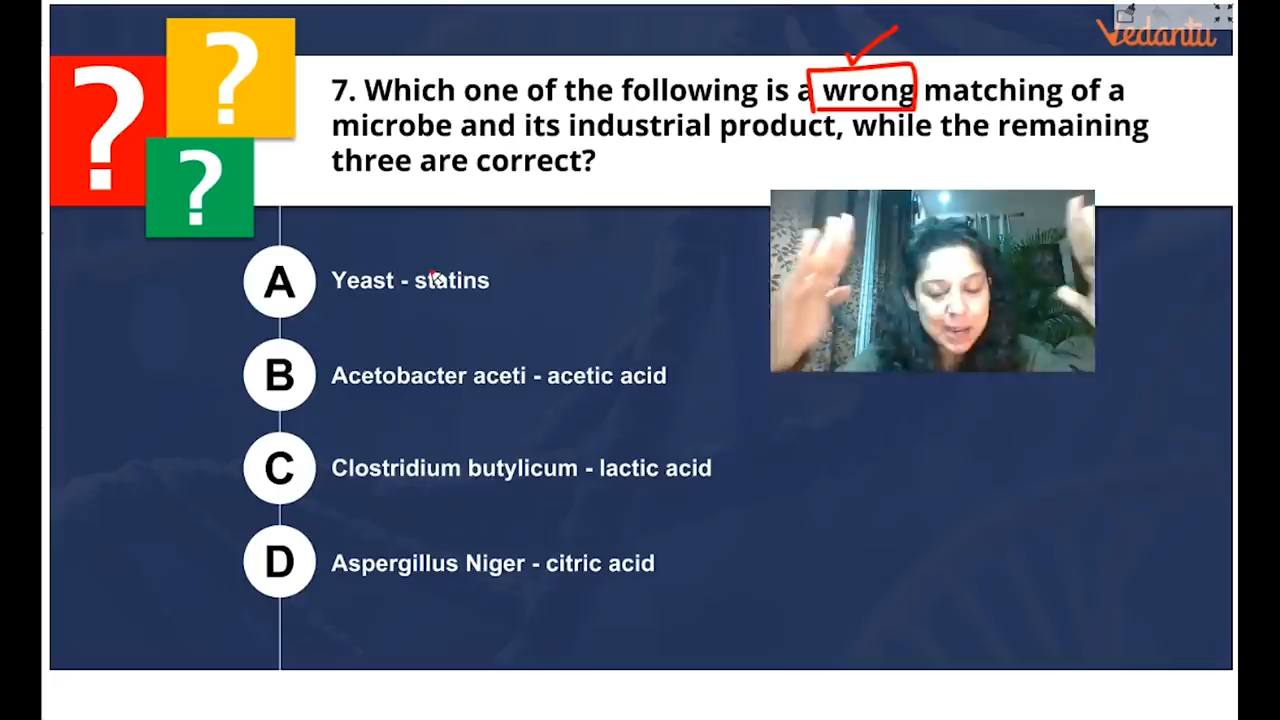 Vedantu
? ? ?
7. Which one of the following is a wrong matching of a
microbe and its industrial product, while the remaining
three are correct?
A Yeast - statins
B Acetobacter aceti - acetic acid
C Clostridium butylicum - lactic acid
D Aspergillus Niger - citric acid